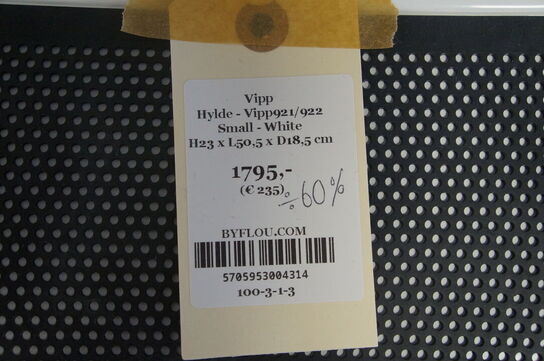 Vipp
Hylde - Vipp921/922
Small - White
H23 x L50,5 x D18,5 cm
1795,-
(€ 235) ÷60%
BYFLOU.COM
5705953004314
100-3-1-3